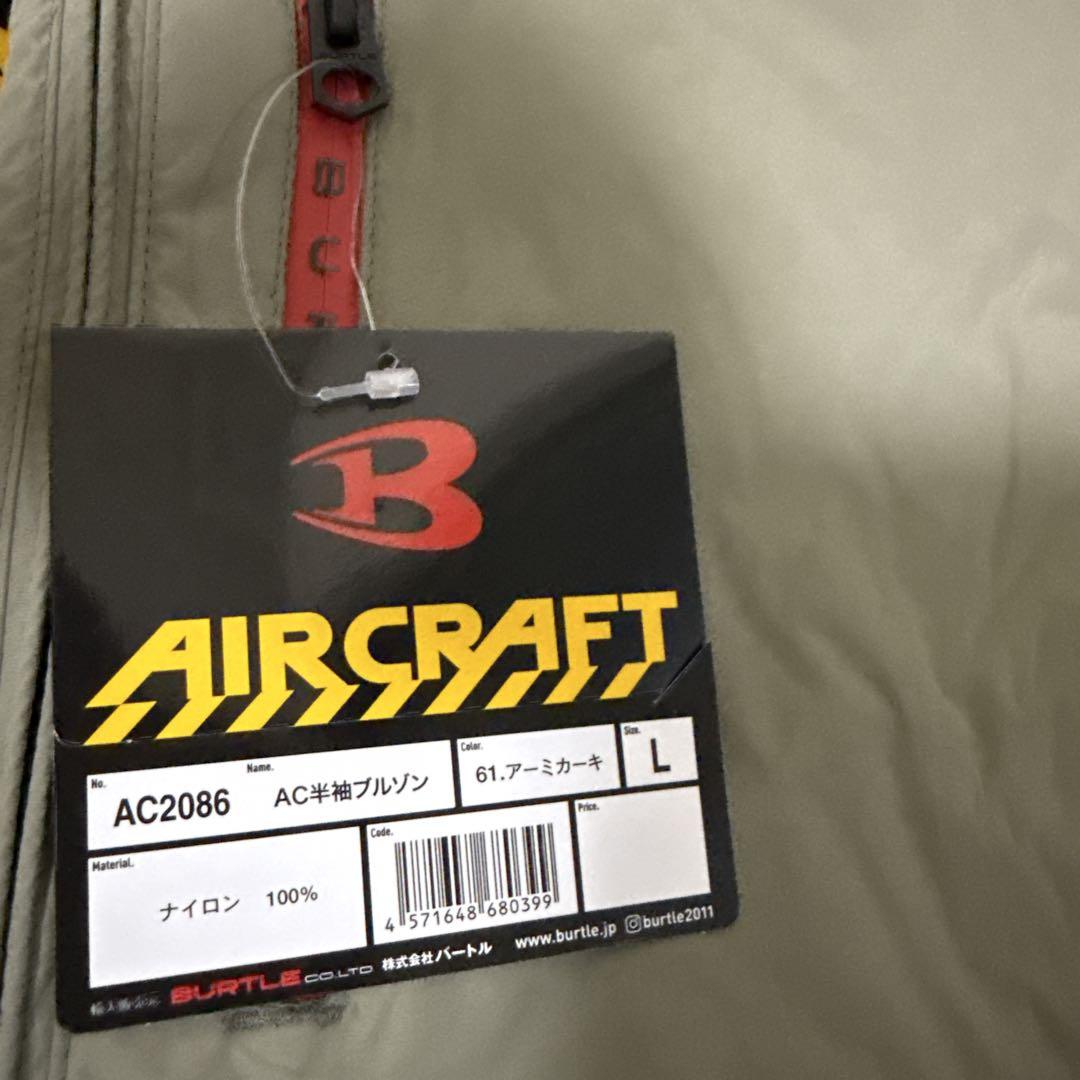 BURTLE
B
AIRCRAFT
No.
AC2086
Name.
AC半袖ブルゾン
Color.
61.アーミカーキ
Size.
L
Material.
ナイロン 100%
Code.
4 571648 680399
Price.
BURTLE CO.LTD 株式会社バートル www.burtle.jp burtle2011